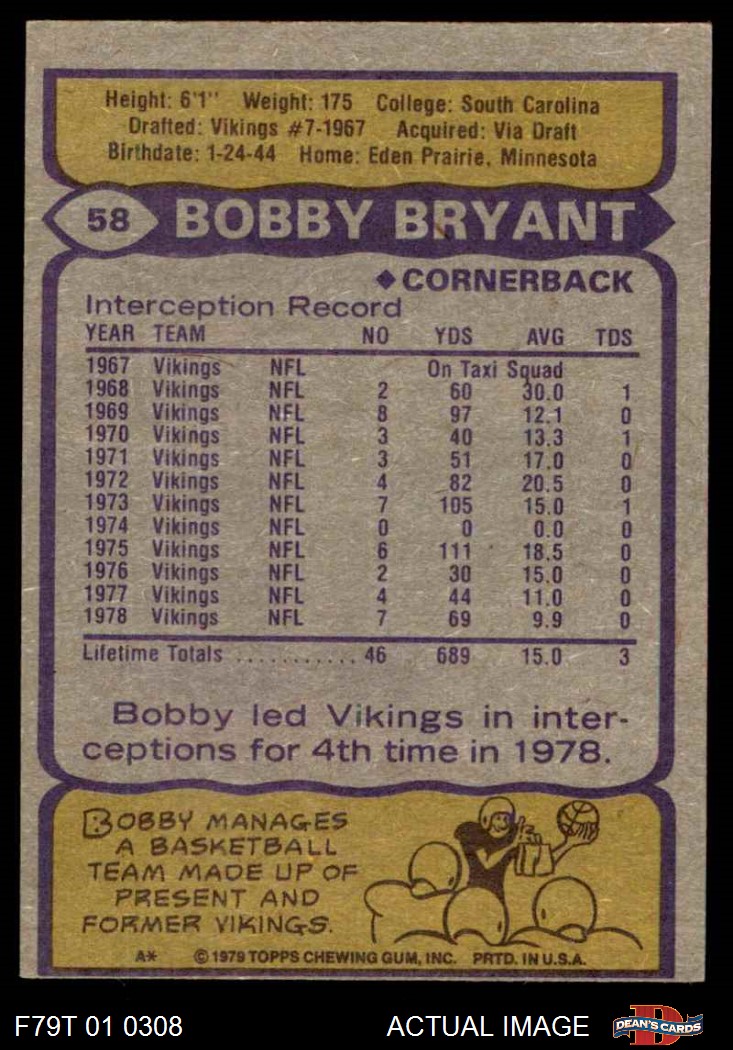 Height: 6'1" Weight: 175 College: South Carolina
Drafted: Vikings #7-1967 Acquired: Via Draft
Birthdate: 1-24-44 Home: Eden Prairie, Minnesota
58 BOBBY BRYANT
◆CORNERBACK
Interception Record
YEAR TEAM NO YDS AVG TDS
1967 Vikings NFL On Taxi Squad
1968 Vikings NFL 2 60 30.0 1
1969 Vikings NFL 8 97 12.1 0
1970 Vikings NFL 3 40 13.3 1
1971 Vikings NFL 3 51 17.0 0
1972 Vikings NFL 4 82 20.5 0
1973 Vikings NFL 7 105 15.0 1
1974 Vikings NFL 0 0 0.0 0
1975 Vikings NFL 6 111 18.5 0
1976 Vikings NFL 2 30 15.0 0
1977 Vikings NFL 4 44 11.0 0
1978 Vikings NFL 7 69 9.9 0
Lifetime Totals ........... 46 689 15.0 3
Bobby led Vikings in inter-
ceptions for 4th time in 1978.
BOBBY MANAGES
A BASKETBALL
TEAM MADE UP OF
PRESENT AND
FORMER VIKINGS.
A* © 1979 TOPPS CHEWING GUM, INC. PRTD. IN U.S.A.
F79T 01 0308 ACTUAL IMAGE D DEAN'S CARDS